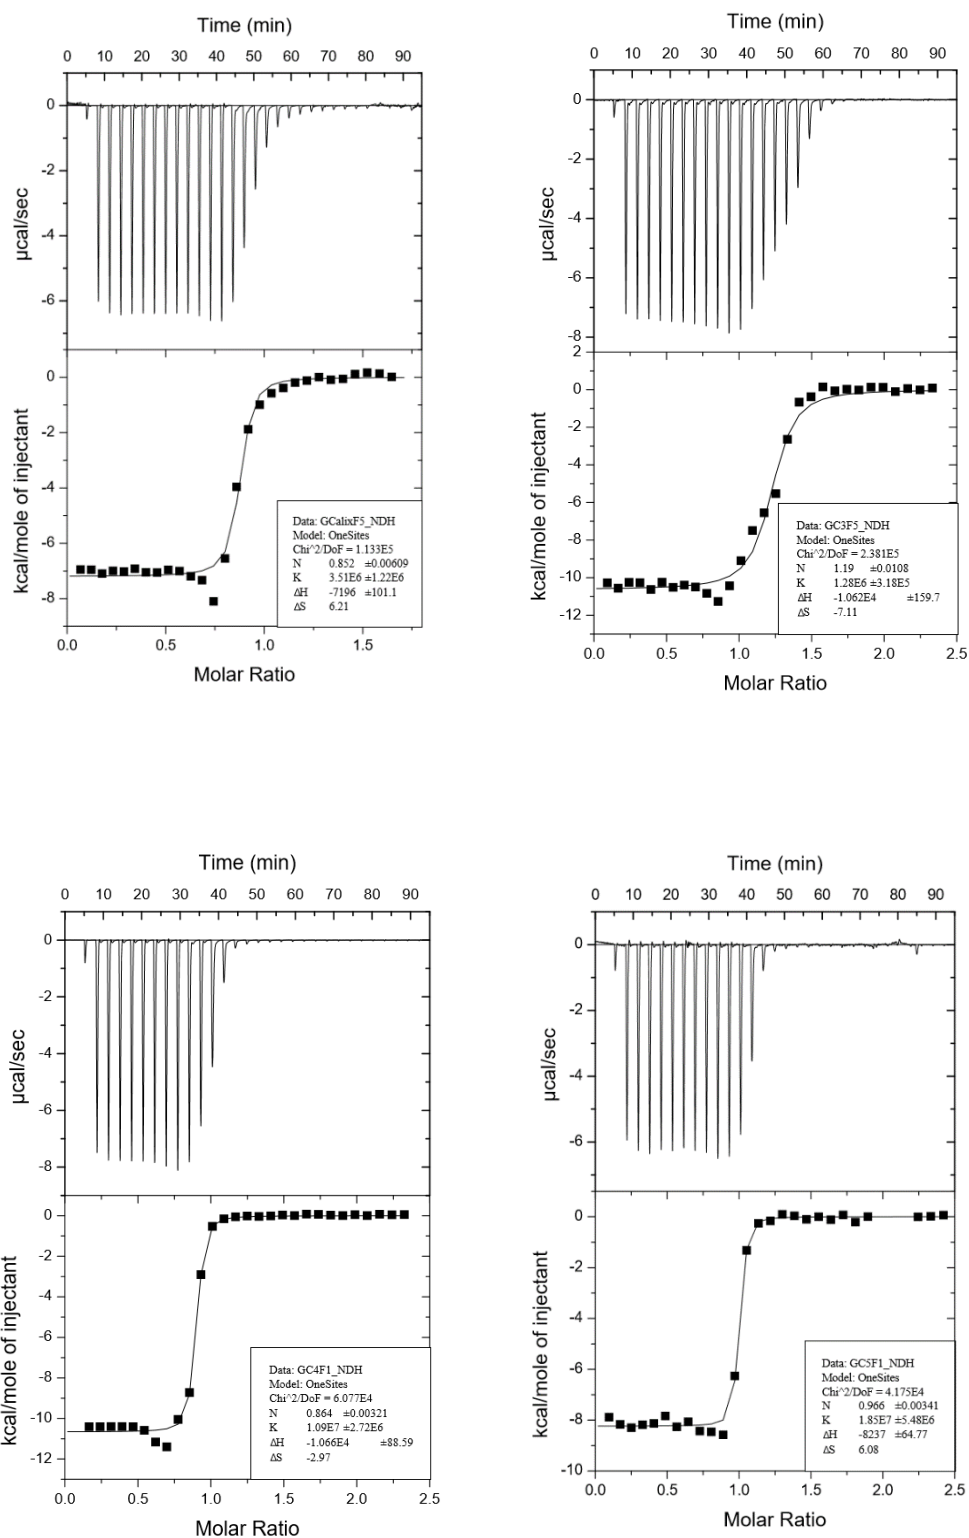 Time (min)
0 10 20 30 40 50 60 70 80 90
0
-2
-4
-6
µcal/sec
0
-2
-4
-6
-8
kcal/mole of injectant
Data: GCalixF5_NDH
Model: OneSites
Chi^2/DoF = 1.133E5
N 0.852 ±0.00609
K 3.51E6 ±1.22E6
ΔH -7196 ±101.1
ΔS 6.21
0.0 0.5 1.0 1.5
Molar Ratio
Time (min)
0 10 20 30 40 50 60 70 80 90
0
-2
-4
-6
-8
µcal/sec
2
0
-2
-4
-6
-8
-10
-12
kcal/mole of injectant
Data: GC3F5_NDH
Model: OneSites
Chi^2/DoF = 2.381E5
N 1.19 ±0.0108
K 1.28E6 ±3.18E5
ΔH -1.062E4 ±159.7
ΔS -7.11
0.0 0.5 1.0 1.5 2.0 2.5
Molar Ratio
Time (min)
0 10 20 30 40 50 60 70 80 90
0
-2
-4
-6
-8
µcal/sec
0
-2
-4
-6
-8
-10
-12
kcal/mole of injectant
Data: GC4F1_NDH
Model: OneSites
Chi^2/DoF = 6.077E4
N 0.864 ±0.00321
K 1.09E7 ±2.72E6
ΔH -1.066E4 ±88.59
ΔS -2.97
0.0 0.5 1.0 1.5 2.0 2.5
Molar Ratio
Time (min)
0 10 20 30 40 50 60 70 80 90
0
-2
-4
-6
µcal/sec
0
-2
-4
-6
-8
-10
kcal/mole of injectant
Data: GC5F1_NDH
Model: OneSites
Chi^2/DoF = 4.175E4
N 0.966 ±0.00341
K 1.85E7 ±5.48E6
ΔH -8237 ±64.77
ΔS 6.08
0.0 0.5 1.0 1.5 2.0 2.5
Molar Ratio